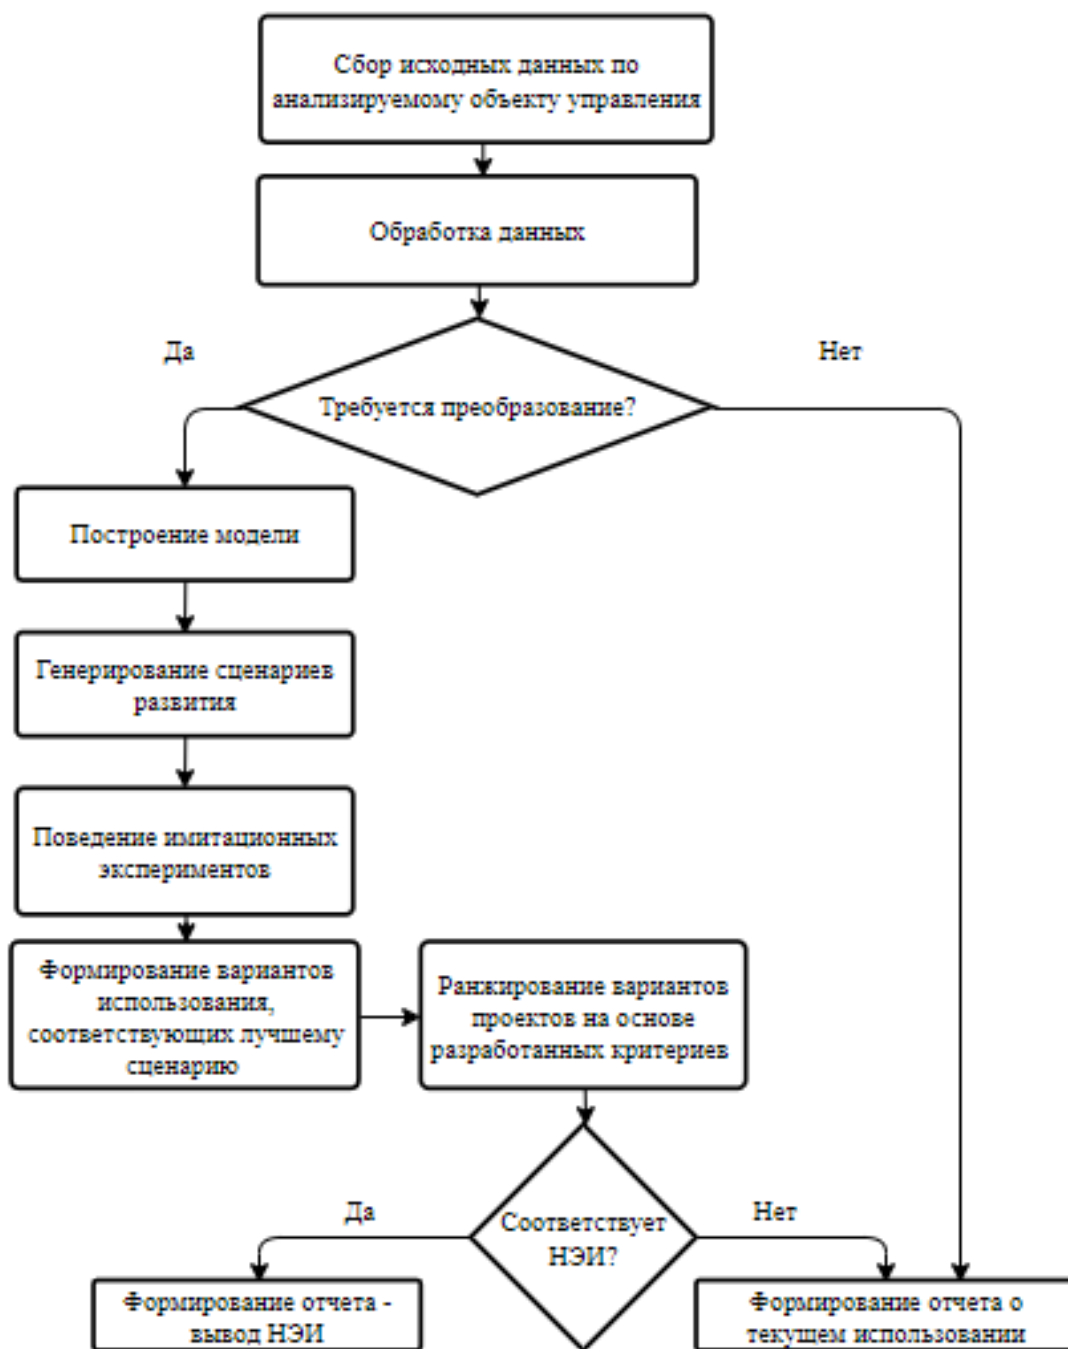 Сбор исходных данных по
анализируемому объекту управления
Обработка данных
Да
Нет
Требуется преобразование?
Построение модели
Генерирование сценариев
развития
Поведение имитационных
экспериментов
Формирование вариантов
использования,
соответствующих лучшему
сценарию
Ранжирование вариантов
проектов на основе
разработанных критериев
Да
Нет
Соответствует
НЭИ?
Формирование отчета -
вывод НЭИ
Формирование отчета о
текущем использовании